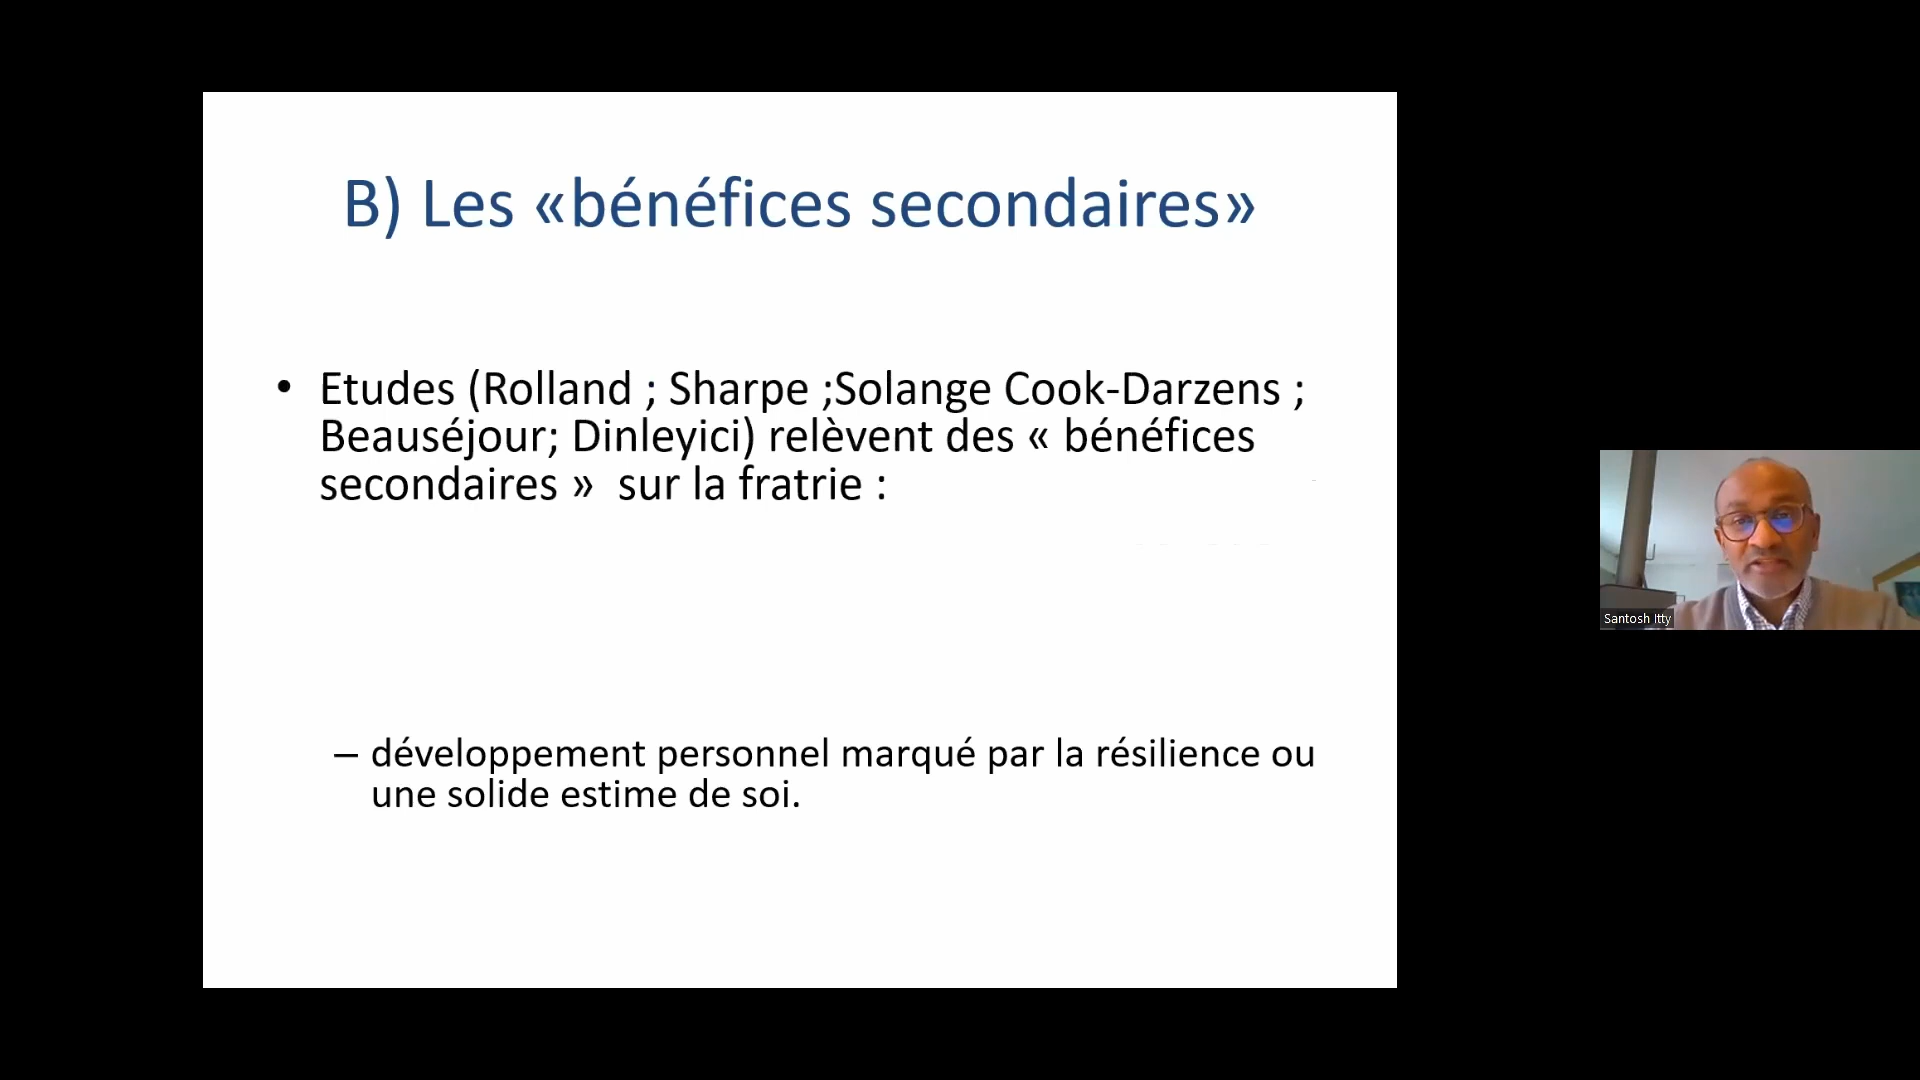 B) Les «bénéfices secondaires»
• Etudes (Rolland ; Sharpe ;Solange Cook-Darzens ;
Beauséjour; Dinleyici) relèvent des « bénéfices
secondaires »  sur la fratrie :
– développement personnel marqué par la résilience ou
une solide estime de soi.
Santosh Itty